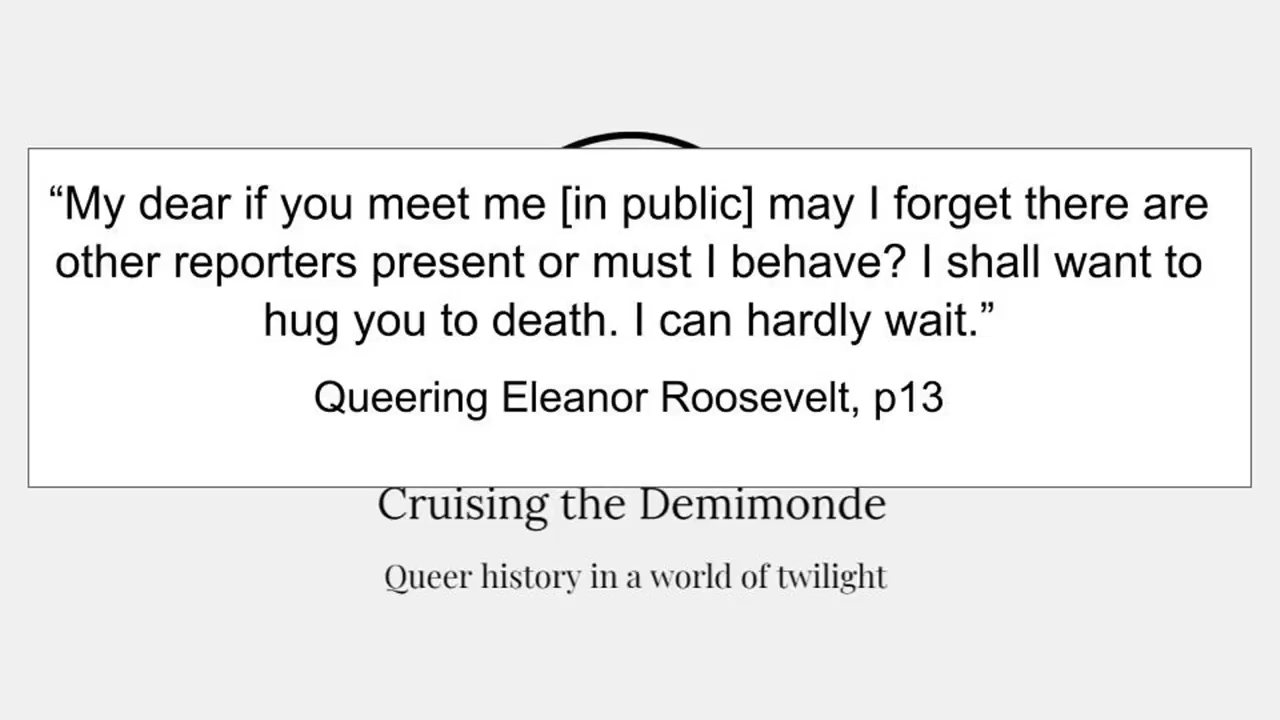 “My dear if you meet me [in public] may I forget there are
other reporters present or must I behave? I shall want to
hug you to death. I can hardly wait.”
Queering Eleanor Roosevelt, p13
Cruising the Demimonde
Queer history in a world of twilight